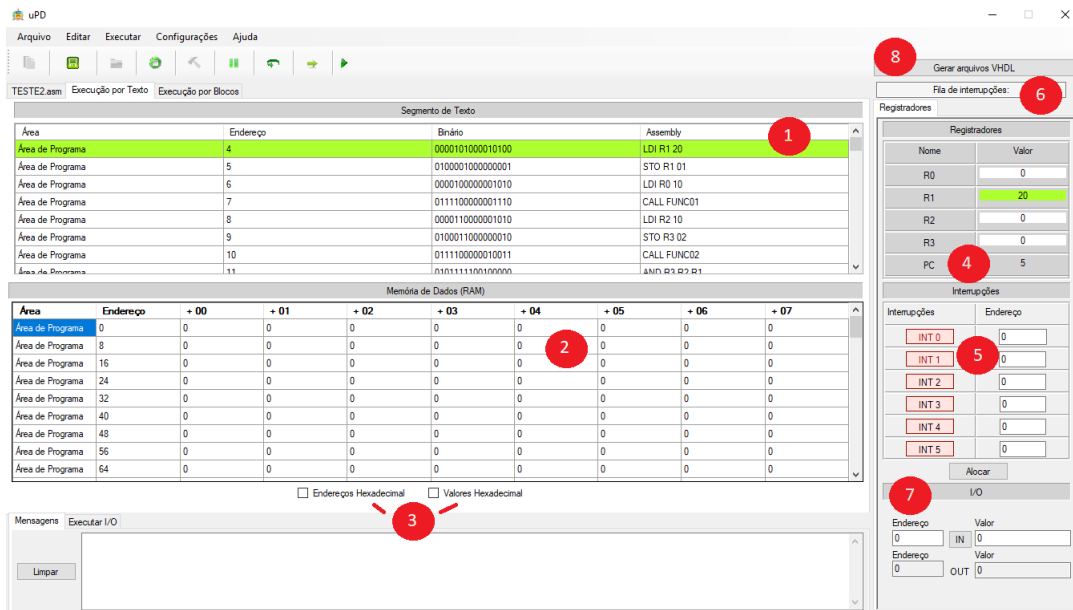 uPD
Arquivo Editar Executar Configurações Ajuda
8
Gerar arquivos VHDL
Fila de interrupções:
6
TESTE2.asm Execução por Texto Execução por Blocos
Registradores
Segmento de Texto
Área Endereço Binário Assembly
1
Área de Programa 4 0000101000010100 LDI R1 20
Área de Programa 5 0100001000000001 STO R1 01
Área de Programa 6 0000100000001010 LDI R0 10
Área de Programa 7 0111100000001110 CALL FUNC01
Área de Programa 8 0000110000001010 LDI R2 10
Área de Programa 9 0100011000000010 STO R3 02
Área de Programa 10 0111100000010011 CALL FUNC02
Área de Programa 11 0101111100100000 AND R3 R2 R1
Registradores
Nome Valor
R0 0
R1 20
R2 0
R3 0
PC 5
4
Memória de Dados (RAM)
Área Endereço + 00 + 01 + 02 + 03 + 04 + 05 + 06 + 07
Área de Programa 0 0 0 0 0 0 0 0 0
Área de Programa 8 0 0 0 0 0 0 0 0
2
Área de Programa 16 0 0 0 0 0 0 0 0
Área de Programa 24 0 0 0 0 0 0 0 0
Área de Programa 32 0 0 0 0 0 0 0 0
Área de Programa 40 0 0 0 0 0 0 0 0
Área de Programa 48 0 0 0 0 0 0 0 0
Área de Programa 56 0 0 0 0 0 0 0 0
Área de Programa 64 0 0 0 0 0 0 0 0
Endereços Hexadecimal Valores Hexadecimal
3
Interrupções
Interrupções Endereço
INT 0 0
INT 1 0
5
INT 2 0
INT 3 0
INT 4 0
INT 5 0
Alocar
I/O
7
Endereço Valor
0 IN 0
Endereço Valor
0 OUT 0
Mensagens Executar I/O
Limpar